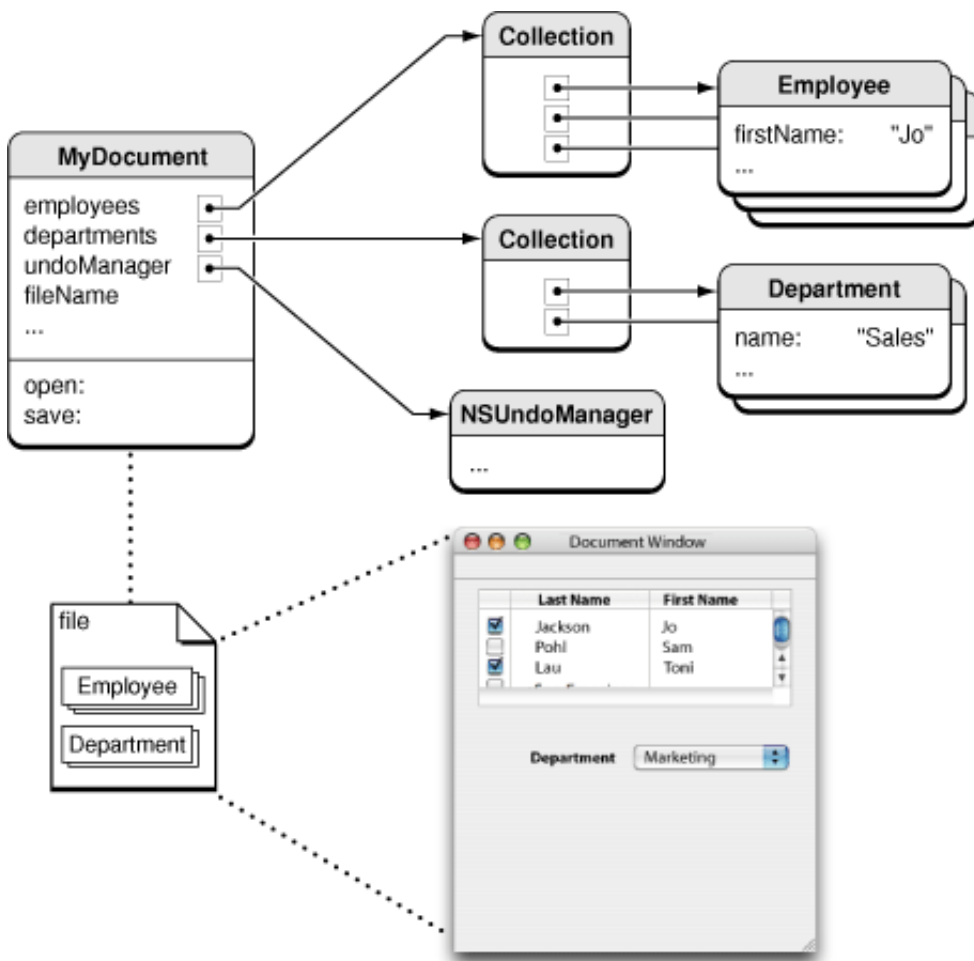 Collection
Employee
firstName: "Jo"
...
MyDocument
employees
departments
undoManager
fileName
...
open:
save:
Collection
Department
name: "Sales"
...
NSUndoManager
...
file
Employee
Department
Document Window
Last Name First Name
Jackson Jo
Pohl Sam
Lau Toni
Department Marketing